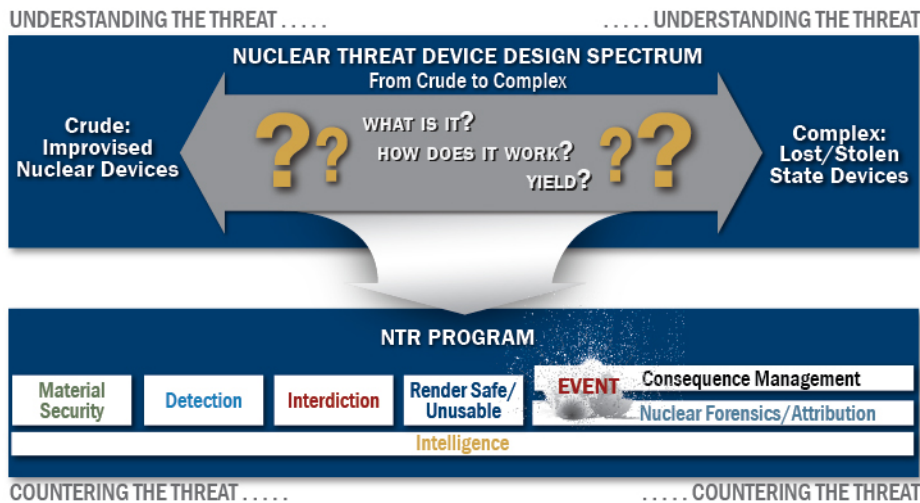 UNDERSTANDING THE THREAT . . . . .
. . . . . UNDERSTANDING THE THREAT
NUCLEAR THREAT DEVICE DESIGN SPECTRUM
From Crude to Complex
Crude:
Improvised
Nuclear Devices
? ?
WHAT IS IT?
HOW DOES IT WORK?
YIELD?
? ?
Complex:
Lost/Stolen
State Devices
NTR PROGRAM
Material
Security
Detection
Interdiction
Render Safe/
Unusable
EVENT
Consequence Management
Nuclear Forensics/Attribution
Intelligence
COUNTERING THE THREAT . . . . .
. . . . . COUNTERING THE THREAT